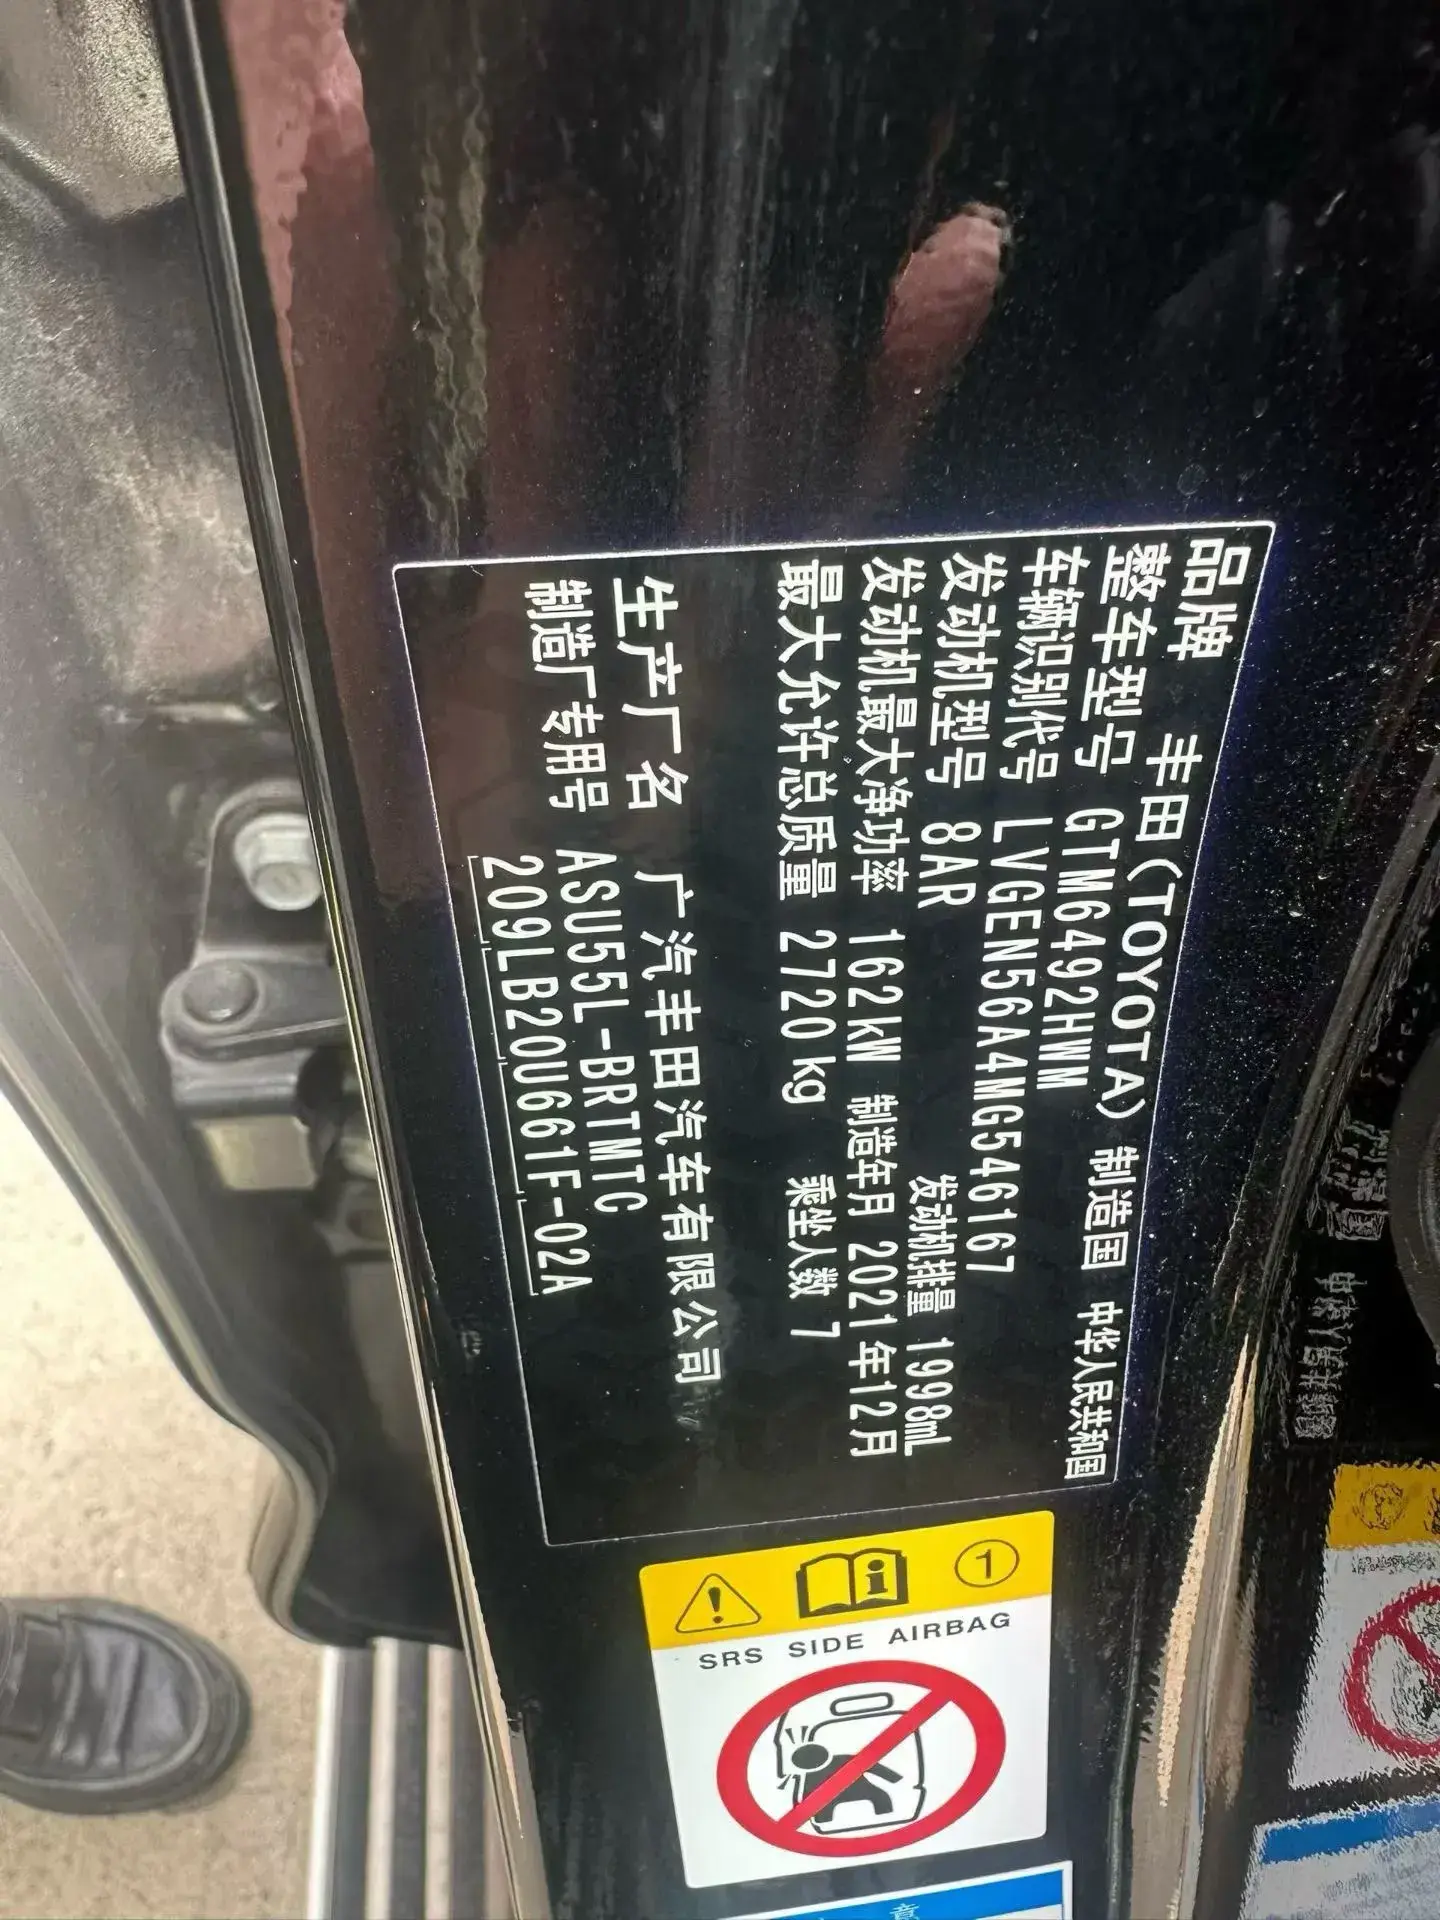 品牌 丰田(TOYOTA) 制造国 中华人民共和国
整车型号 GTM6492HWM
车辆识别代号 LVGEN56A4MG546167
发动机型号 8AR 发动机排量 1998mL
发动机最大净功率 162kW 制造年月 2021年12月
最大允许总质量 2720kg 乘坐人数 7
生产厂名 广汽丰田汽车有限公司
制造厂专用号 ASU55L-BRTMTC
209LB20U661F-02A
①
SRS SIDE AIRBAG
意